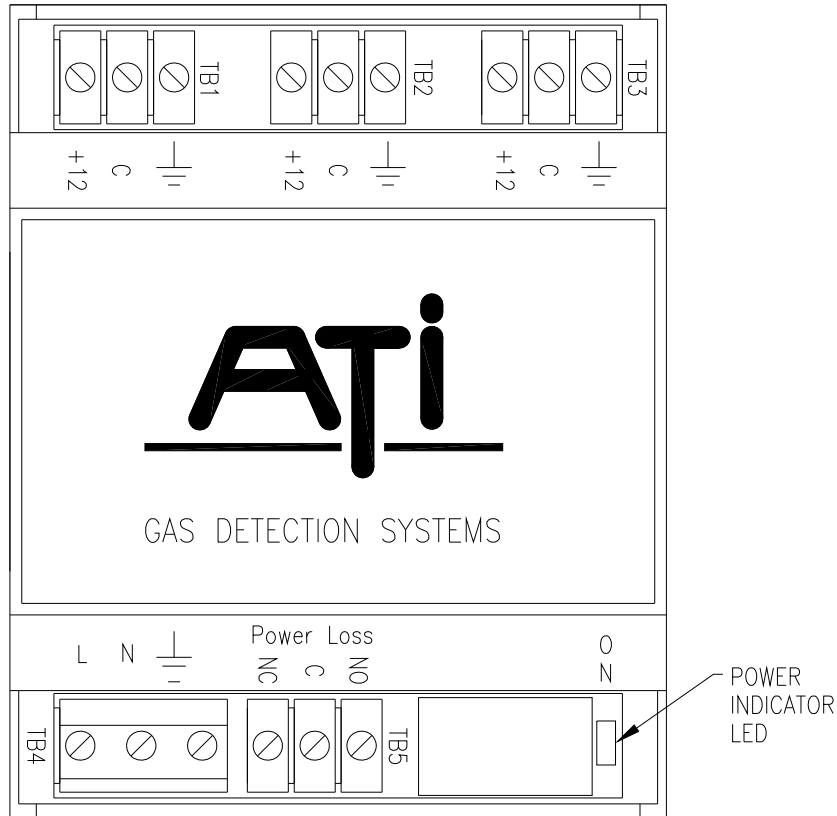 TB1
TB2
TB3
+12 C
+12 C
+12 C
ATi
GAS DETECTION SYSTEMS
L N
Power Loss
NC C NO
ON
TB4
TB5
POWER
INDICATOR
LED